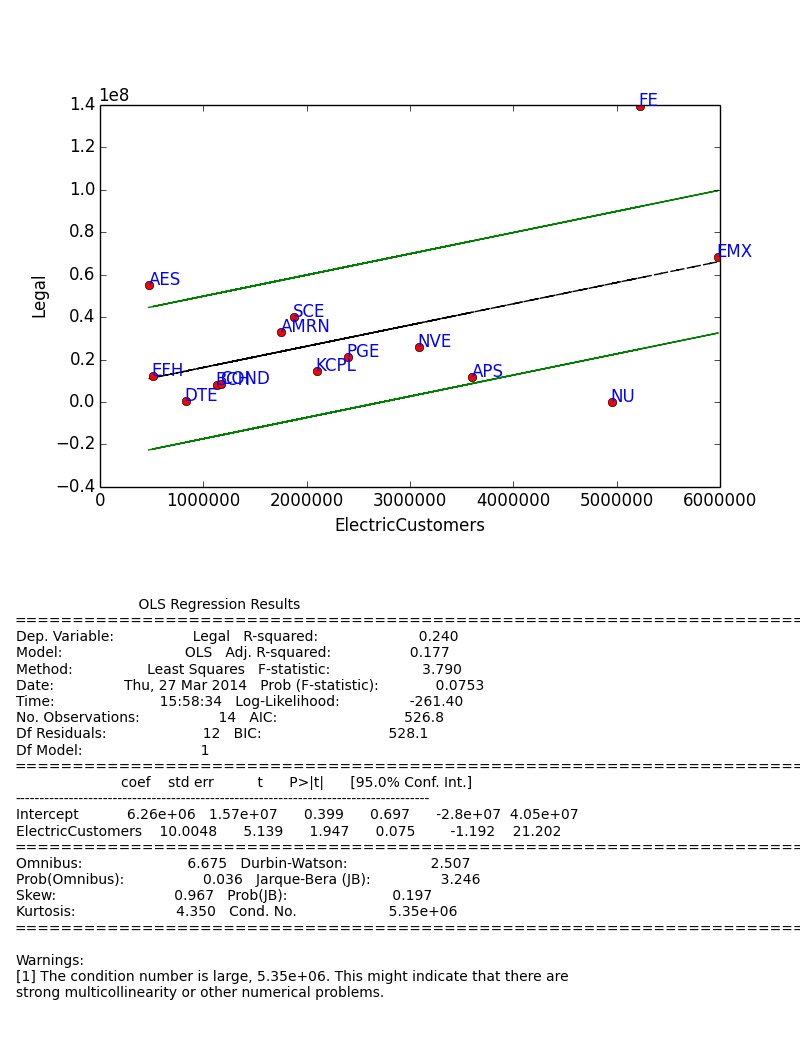 1e8
1.4
1.2
1.0
0.8
0.6
0.4
0.2
0.0
−0.2
−0.4
FE
EMX
AES
SCE
AMRN
NVE
PGE
KCPL
EFH
COND
DTE
APS
NU
Legal
0 1000000 2000000 3000000 4000000 5000000 6000000
ElectricCustomers
OLS Regression Results
==============================================================================
Dep. Variable: Legal R-squared: 0.240
Model: OLS Adj. R-squared: 0.177
Method: Least Squares F-statistic: 3.790
Date: Thu, 27 Mar 2014 Prob (F-statistic): 0.0753
Time: 15:58:34 Log-Likelihood: -261.40
No. Observations: 14 AIC: 526.8
Df Residuals: 12 BIC: 528.1
Df Model: 1
==============================================================================
coef std err t P>|t| [95.0% Conf. Int.]
------------------------------------------------------------------------------
Intercept 6.26e+06 1.57e+07 0.399 0.697 -2.8e+07 4.05e+07
ElectricCustomers 10.0048 5.139 1.947 0.075 -1.192 21.202
==============================================================================
Omnibus: 6.675 Durbin-Watson: 2.507
Prob(Omnibus): 0.036 Jarque-Bera (JB): 3.246
Skew: 0.967 Prob(JB): 0.197
Kurtosis: 4.350 Cond. No. 5.35e+06
==============================================================================
Warnings:
[1] The condition number is large, 5.35e+06. This might indicate that there are
strong multicollinearity or other numerical problems.